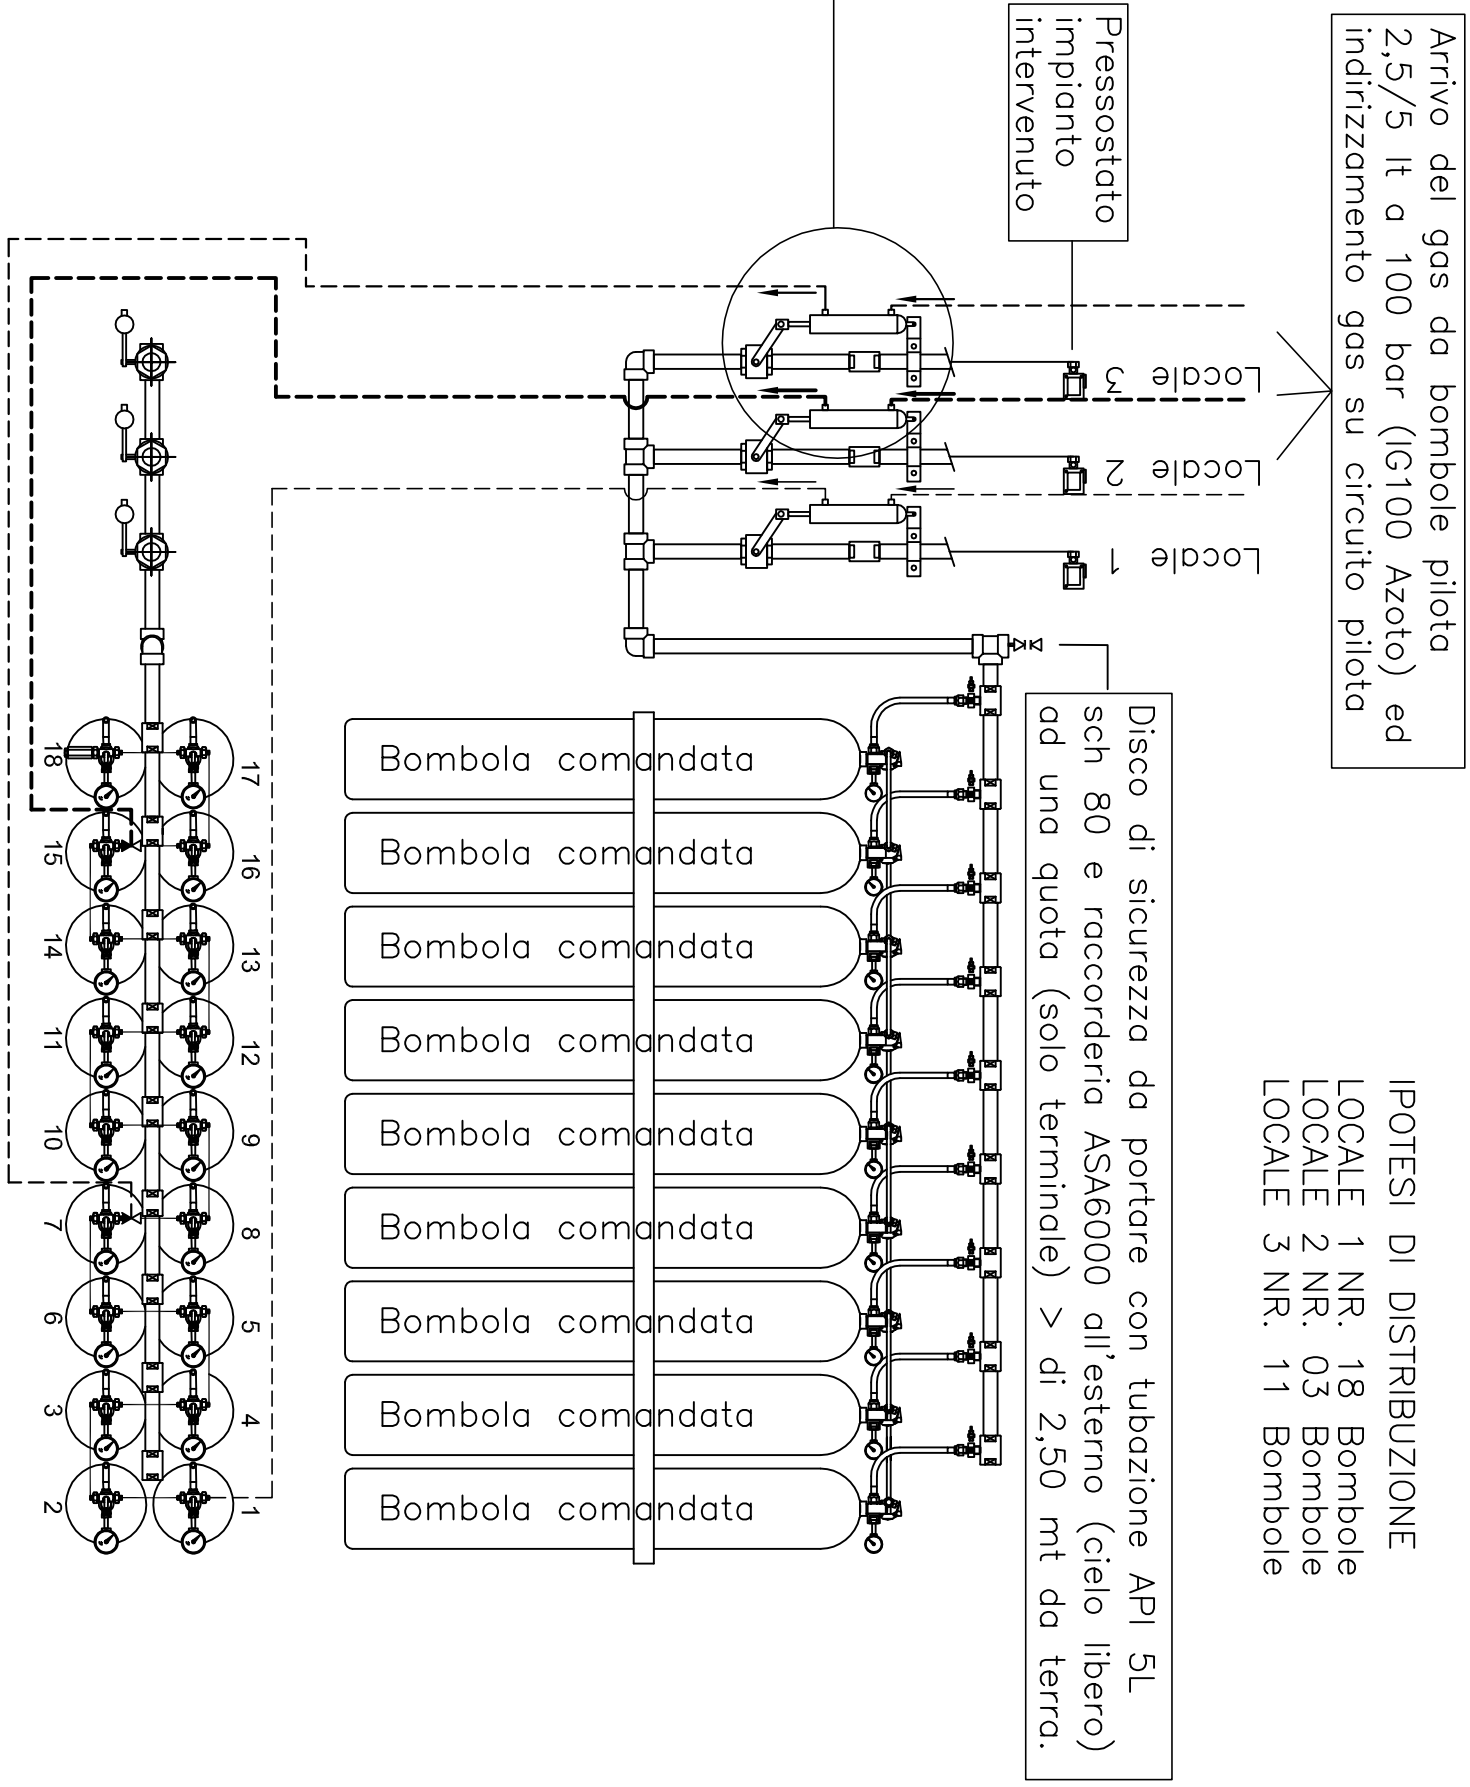 Arrivo del gas da bombole pilota
2,5/5 lt a 100 bar (IG100 Azoto) ed
indirizzamento gas su circuito pilota
Pressostato
impianto
intervenuto
Locale 3
Locale 2
Locale 1
Disco di sicurezza da portare con tubazione API 5L
sch 80 e raccorderia ASA6000 all'esterno (cielo libero)
ad una quota (solo terminale) > di 2,50 mt da terra.
IPOTESI DI DISTRIBUZIONE
LOCALE 1 NR. 18 Bombole
LOCALE 2 NR. 03 Bombole
LOCALE 3 NR. 11 Bombole
Bombola comandata
Bombola comandata
Bombola comandata
Bombola comandata
Bombola comandata
Bombola comandata
Bombola comandata
Bombola comandata
Bombola comandata
17 16 13 12 9 8 5 4 1
18 15 14 11 10 7 6 3 2